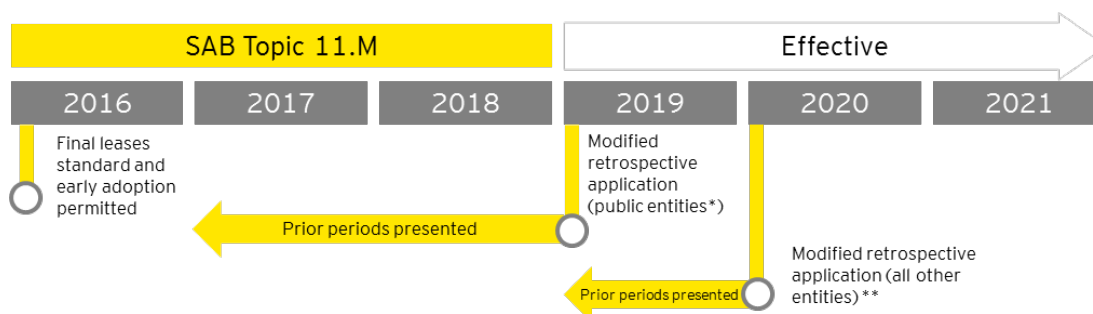 SAB Topic 11.M
Effective
2016
2017
2018
2019
2020
2021
Final leases
standard and
early adoption
permitted
Modified
retrospective
application
(public entities*)
Prior periods presented
Modified retrospective
application (all other
entities)**
Prior periods presented